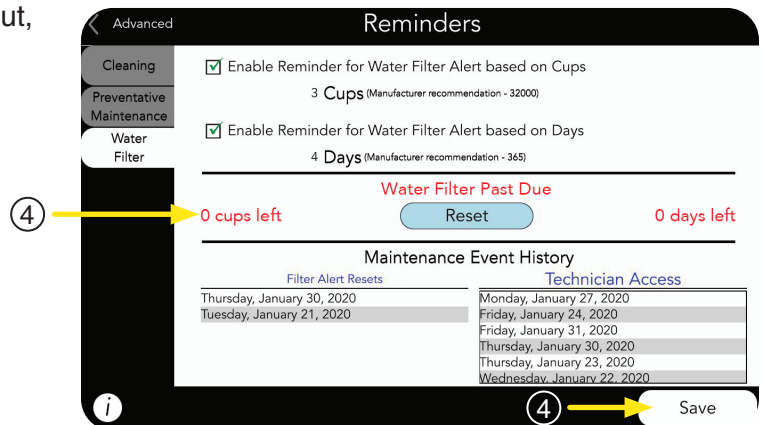 ut,
Advanced
Reminders
Cleaning
Preventative
Maintenance
Water
Filter
Enable Reminder for Water Filter Alert based on Cups
3 Cups (Manufacturer recommendation - 32000)
Enable Reminder for Water Filter Alert based on Days
4 Days (Manufacturer recommendation - 365)
Water Filter Past Due
4
0 cups left
Reset
0 days left
Maintenance Event History
Filter Alert Resets
Thursday, January 30, 2020
Tuesday, January 21, 2020
Technician Access
Monday, January 27, 2020
Friday, January 24, 2020
Friday, January 31, 2020
Thursday, January 30, 2020
Thursday, January 23, 2020
Wednesday, January 22, 2020
i
4
Save